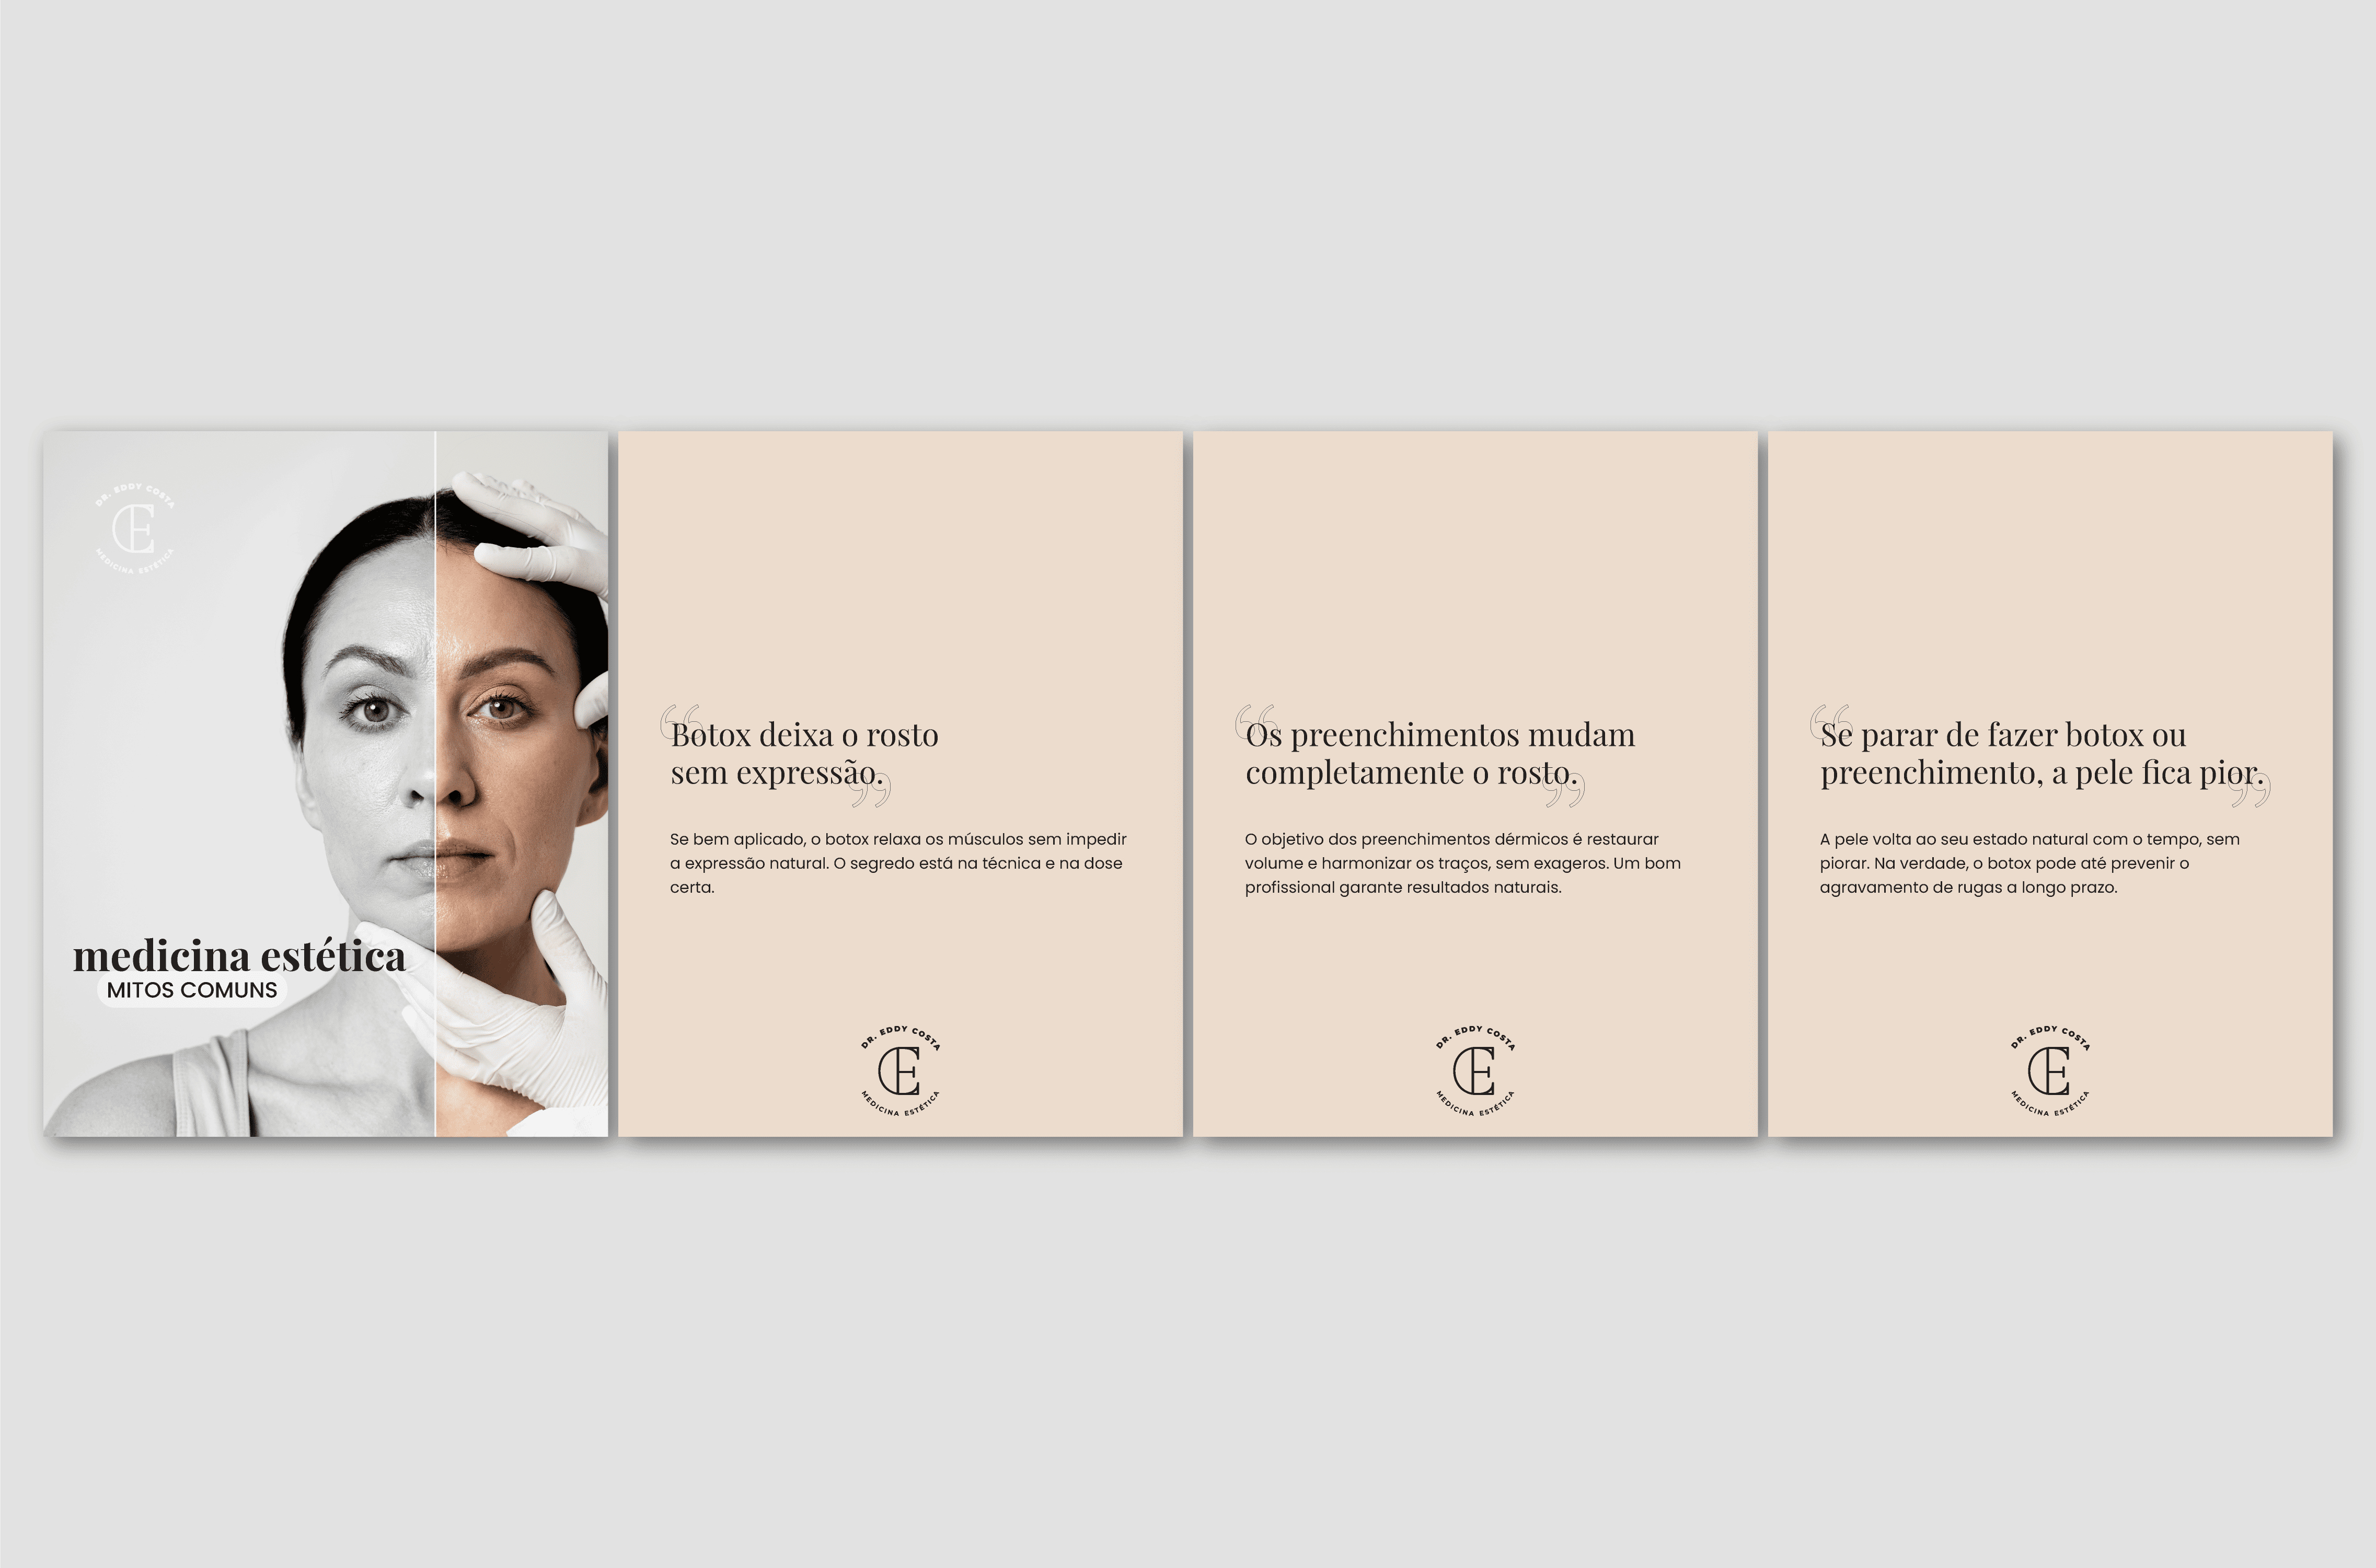 DR. EDDY COSTA
CE
MEDICINA ESTÉTICA
medicina estética
MITOS COMUNS
“Botox deixa o rosto
sem expressão.”
Se bem aplicado, o botox relaxa os músculos sem impedir
a expressão natural. O segredo está na técnica e na dose
certa.
DR. EDDY COSTA
CE
MEDICINA ESTÉTICA
“Os preenchimentos mudam
completamente o rosto.”
O objetivo dos preenchimentos dérmicos é restaurar
volume e harmonizar os traços, sem exageros. Um bom
profissional garante resultados naturais.
DR. EDDY COSTA
CE
MEDICINA ESTÉTICA
“Se parar de fazer botox ou
preenchimento, a pele fica pior.”
A pele volta ao seu estado natural com o tempo, sem
piorar. Na verdade, o botox pode até prevenir o
agravamento de rugas a longo prazo.
DR. EDDY COSTA
CE
MEDICINA ESTÉTICA